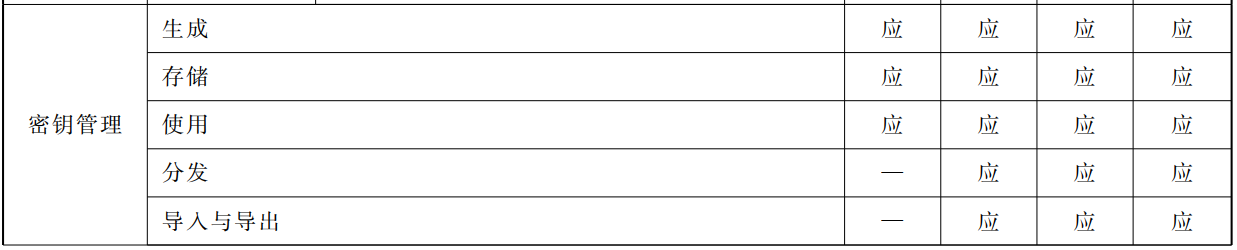 密钥管理
生成 应 应 应 应
存储 应 应 应 应
使用 应 应 应 应
分发 — 应 应 应
导入与导出 — 应 应 应